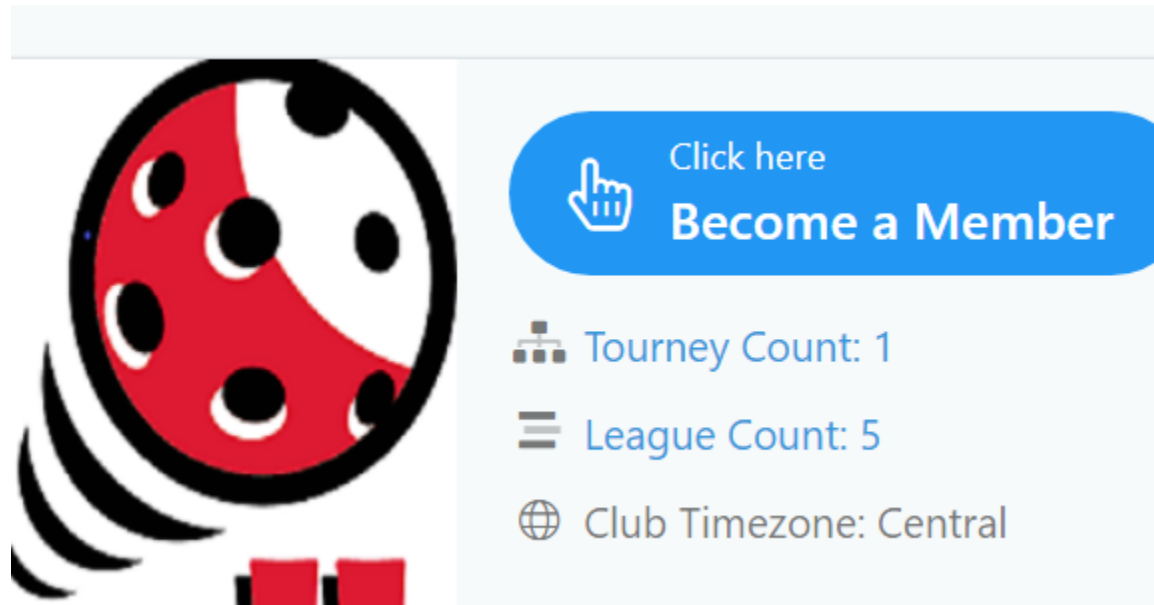 Click here
Become a Member
Tourney Count: 1
League Count: 5
Club Timezone: Central